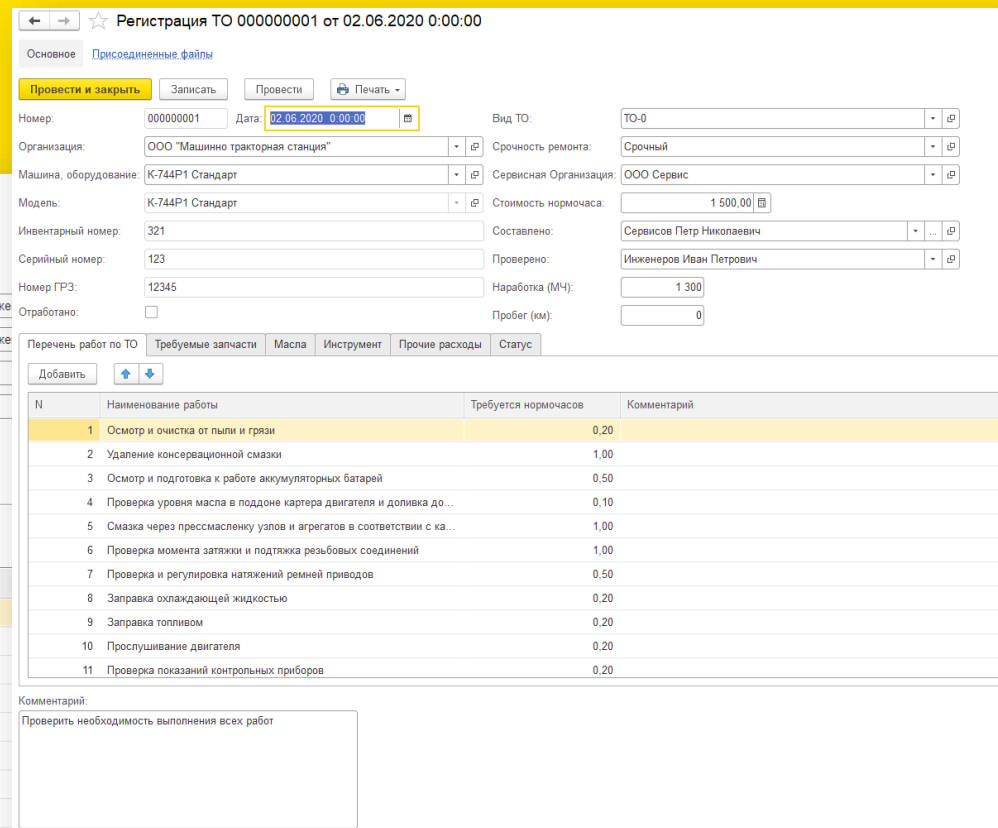 Регистрация ТО 000000001 от 02.06.2020 0:00:00
Основное Присоединенные файлы
Провести и закрыть Записать Провести Печать
Номер: 000000001 Дата: 02.06.2020 0:00:00 Вид ТО: ТО-0
Организация: ООО "Машинно тракторная станция" Срочность ремонта: Срочный
Машина, оборудование: К-744Р1 Стандарт Сервисная Организация: ООО Сервис
Модель: К-744Р1 Стандарт Стоимость нормочаса: 1 500,00
Инвентарный номер: 321 Составлено: Сервисов Петр Николаевич ...
Серийный номер: 123 Проверено: Инженеров Иван Петрович
Номер ГРЗ: 12345 Наработка (МЧ): 1 300
Отработано: Пробег (км): 0
Перечень работ по ТО Требуемые запчасти Масла Инструмент Прочие расходы Статус
Добавить
N Наименование работы Требуется нормочасов Комментарий
1 Осмотр и очистка от пыли и грязи 0,20
2 Удаление консервационной смазки 1,00
3 Осмотр и подготовка к работе аккумуляторных батарей 0,50
4 Проверка уровня масла в поддоне картера двигателя и доливка до... 0,10
5 Смазка через прессмасленку узлов и агрегатов в соответствии с ка... 1,00
6 Проверка момента затяжки и подтяжка резьбовых соединений 1,00
7 Проверка и регулировка натяжений ремней приводов 0,50
8 Заправка охлаждающей жидкостью 0,20
9 Заправка топливом 0,20
10 Прослушивание двигателя 0,20
11 Проверка показаний контрольных приборов 0,20
Комментарий:
Проверить необходимость выполнения всех работ